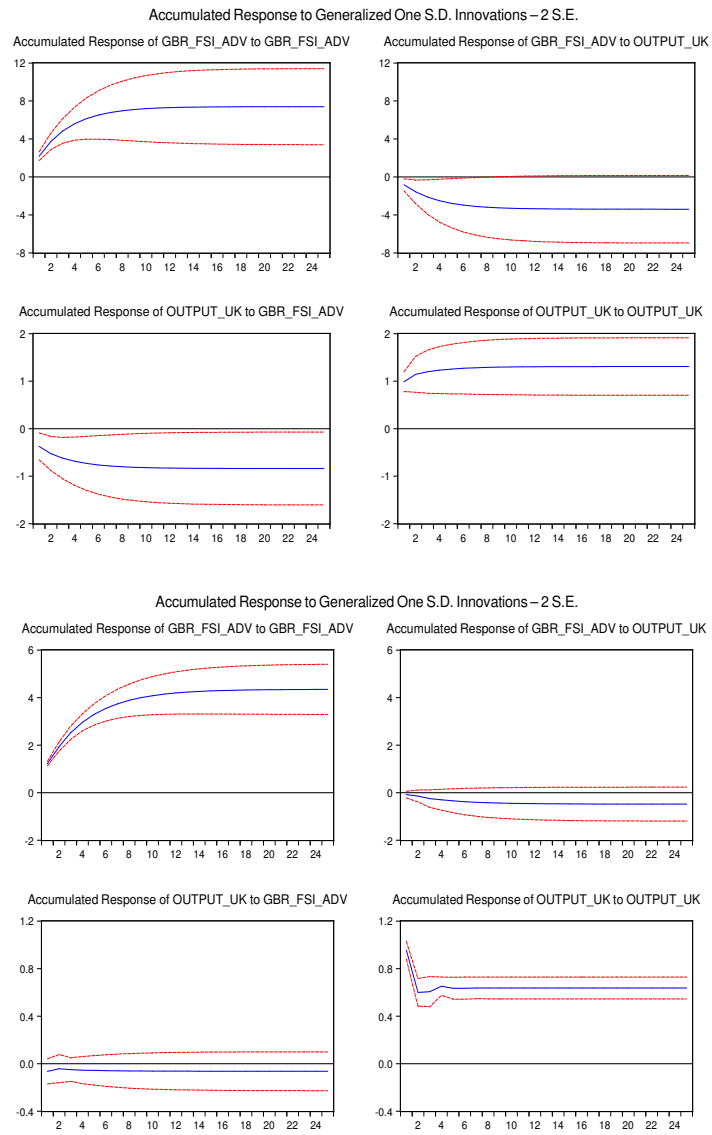 Accumulated Response to Generalized One S.D. Innovations – 2 S.E.
Accumulated Response of GBR_FSI_ADV to GBR_FSI_ADV
12
8
4
0
-4
-8
2 4 6 8 10 12 14 16 18 20 22 24
Accumulated Response of GBR_FSI_ADV to OUTPUT_UK
12
8
4
0
-4
-8
2 4 6 8 10 12 14 16 18 20 22 24
Accumulated Response of OUTPUT_UK to GBR_FSI_ADV
2
1
0
-1
-2
2 4 6 8 10 12 14 16 18 20 22 24
Accumulated Response of OUTPUT_UK to OUTPUT_UK
2
1
0
-1
-2
2 4 6 8 10 12 14 16 18 20 22 24
Accumulated Response to Generalized One S.D. Innovations – 2 S.E.
Accumulated Response of GBR_FSI_ADV to GBR_FSI_ADV
6
4
2
0
-2
2 4 6 8 10 12 14 16 18 20 22 24
Accumulated Response of GBR_FSI_ADV to OUTPUT_UK
6
4
2
0
-2
2 4 6 8 10 12 14 16 18 20 22 24
Accumulated Response of OUTPUT_UK to GBR_FSI_ADV
1.2
0.8
0.4
0.0
-0.4
2 4 6 8 10 12 14 16 18 20 22 24
Accumulated Response of OUTPUT_UK to OUTPUT_UK
1.2
0.8
0.4
0.0
-0.4
2 4 6 8 10 12 14 16 18 20 22 24